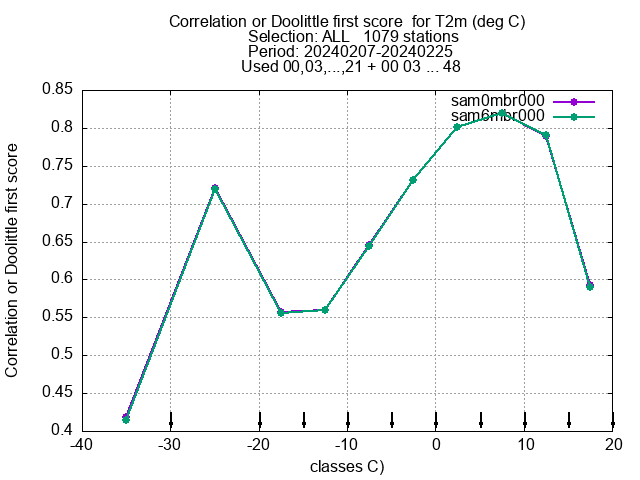 Correlation or Doolittle first score  for T2m (deg C)
Selection: ALL   1079 stations
Period: 20240207-20240225
Used 00,03,...,21 + 00 03 ... 48
sam0mbr000
sam6mbr000
Correlation or Doolittle first score
0.85
0.8
0.75
0.7
0.65
0.6
0.55
0.5
0.45
0.4
-40 -30 -20 -10 0 10 20
classes C)